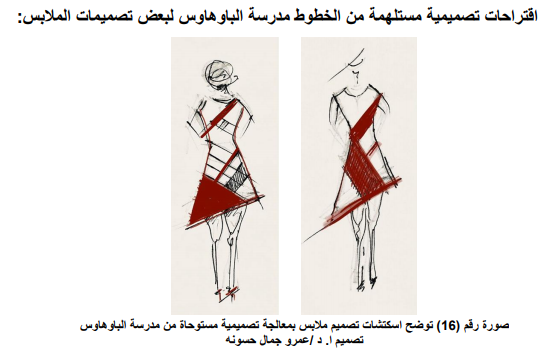 اقتراحات تصميمية مستلهمة من الخطوط مدرسة الباوهاوس لبعض تصميمات الملابس:
صورة رقم (16) توضح اسكتشات تصميم ملابس بمعالجة تصميمية مستوحاة من مدرسة الباوهاوس
تصميم ا. د /عمرو جمال حسونه